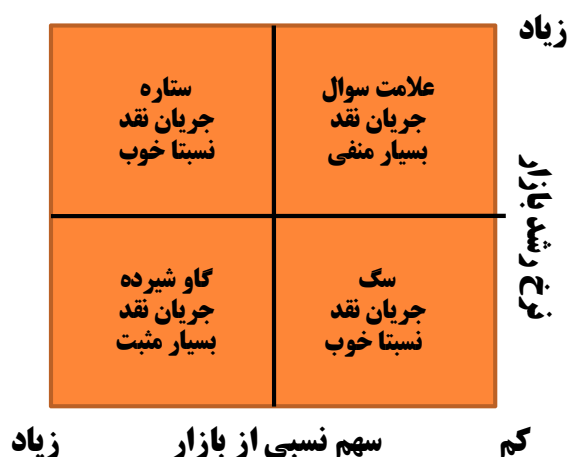 زیاد
علامت سوال
جریان نقد
بسیار منفی
ستاره
جریان نقد
نسبتا خوب
نرخ رشد بازار
سگ
جریان نقد
نسبتا خوب
گاو شیرده
جریان نقد
بسیار مثبت
کم
سهم نسبی از بازار
زیاد